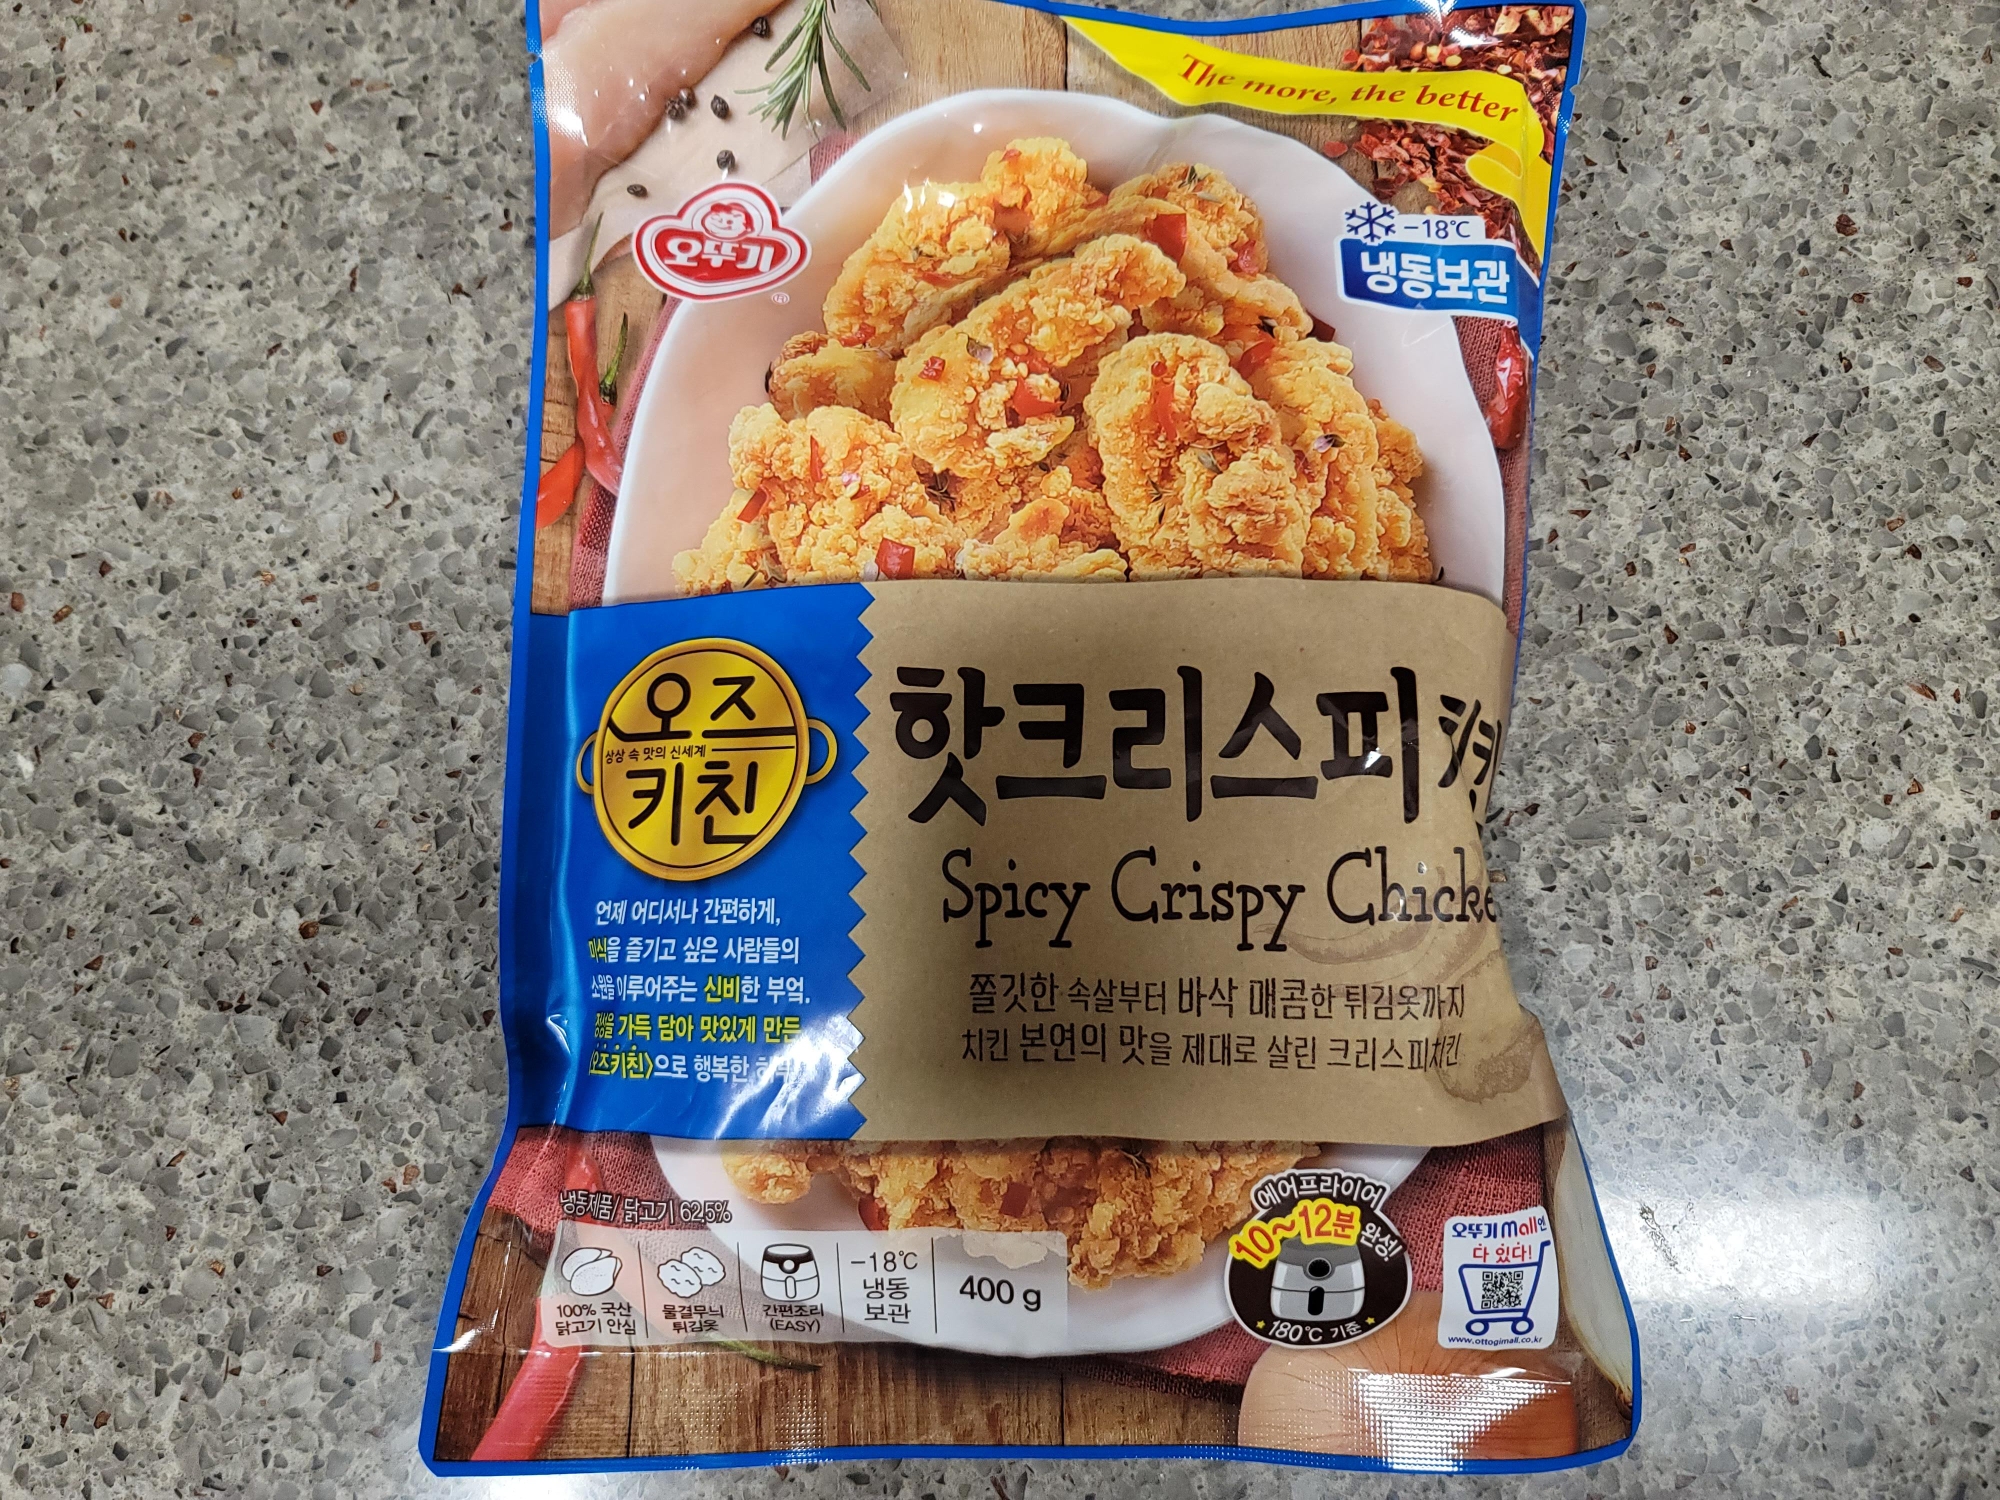 The more, the better
오뚜기
-18℃
냉동보관
오즈
상상 속 맛의 신세계
키친
핫크리스피
Spicy Crispy Chicke
언제 어디서나 간편하게,
미식을 즐기고 싶은 사람들의
소원을 이루어주는 신비한 부엌.
정성을 가득 담아 맛있게 만든
〈오즈키친〉으로 행복한
쫄깃한 속살부터 바삭 매콤한 튀김옷까지
치킨 본연의 맛을 제대로 살린 크리스피치킨
냉동제품/ 닭고기 62.5%
100% 국산
닭고기 안심
물결무늬
튀김옷
간편조리
(EASY)
-18℃
냉동
보관
400 g
에어프라이어
10~12분 완성!
180℃ 기준
오뚜기mall엔
다 있다!
www.ottogimall.co.kr